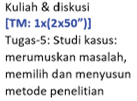 Kuliah & diskusi
[TM: 1x(2x50”)]
Tugas-5: Studi kasus:
merumuskan masalah,
memilih dan menyusun
metode penelitian